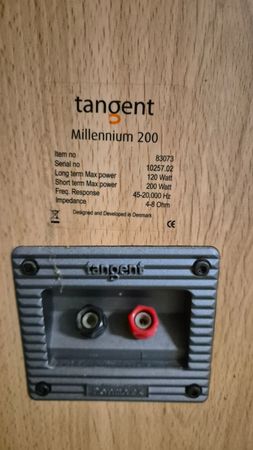 tangent
Millennium 200
Item no 83073
Serial no 10257.02
Long term Max power 120 Watt
Short term Max power 200 Watt
Freq. Response 45-20.000 Hz
Impedance 4-8 Ohm
Designed and Developed in Denmark
CE
tangent